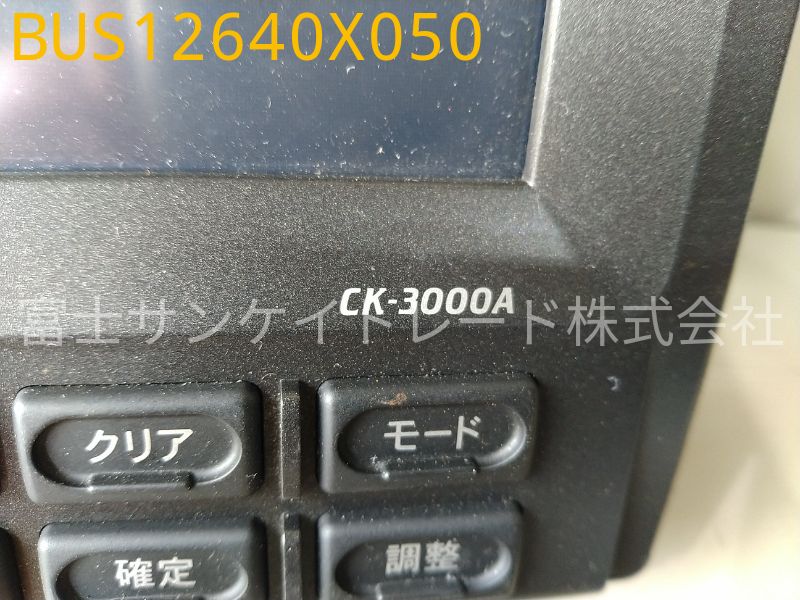 BUS12640X050
CK-3000A
富士サンケイトレード株式会社
クリア
モード
確定
調整